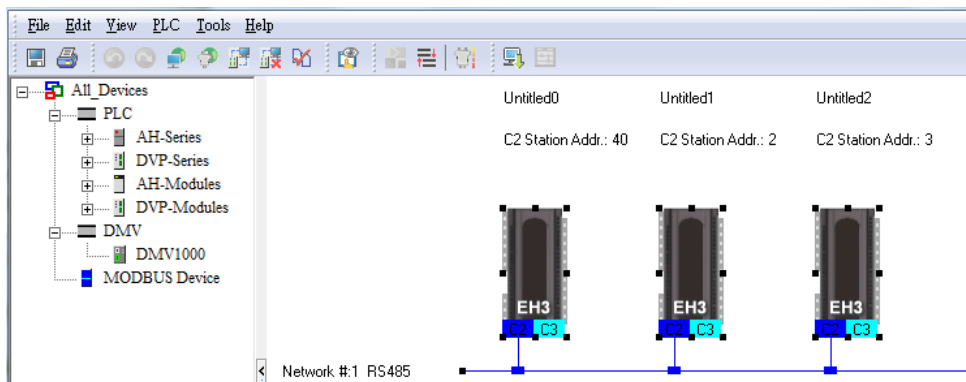 File Edit View PLC Tools Help
All_Devices
PLC
AH-Series
DVP-Series
AH-Modules
DVP-Modules
DMV
DMV1000
MODBUS Device
Untitled0 Untitled1 Untitled2
C2 Station Addr.: 40 C2 Station Addr.: 2 C2 Station Addr.: 3
EH3 EH3 EH3
C2 C3 C2 C3 C2 C3
Network #:1 RS485